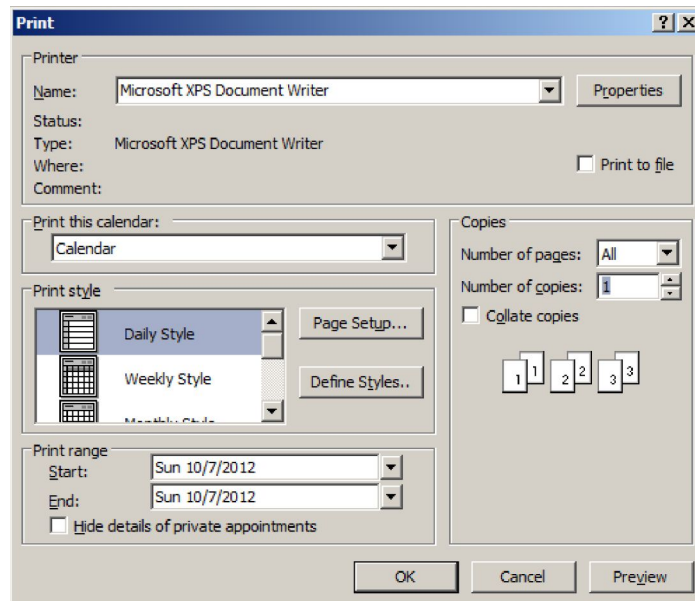 Print
Printer
Name: Microsoft XPS Document Writer Properties
Status:
Type: Microsoft XPS Document Writer
Where: Print to file
Comment:
Print this calendar:
Calendar
Print style
Daily Style Page Setup...
Weekly Style Define Styles..
Monthly Style
Print range
Start: Sun 10/7/2012
End: Sun 10/7/2012
Hide details of private appointments
Copies
Number of pages: All
Number of copies: 1
Collate copies
1 1 2 2 3 3
OK Cancel Preview